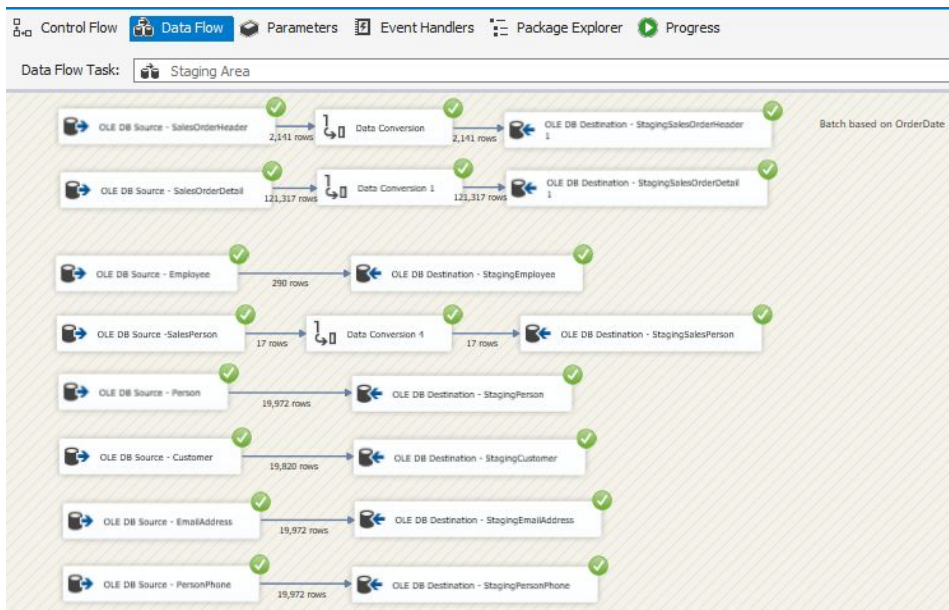 Control Flow
Data Flow
Parameters
Event Handlers
Package Explorer
Progress
Data Flow Task:
Staging Area
OLE DB Source - SalesOrderHeader
2,141 rows
Data Conversion
2,141 rows
OLE DB Destination - StagingSalesOrderHeader
1
Batch based on OrderDate
OLE DB Source - SalesOrderDetail
121,317 rows
Data Conversion 1
121,317 rows
OLE DB Destination - StagingSalesOrderDetail
1
OLE DB Source - Employee
290 rows
OLE DB Destination - StagingEmployee
OLE DB Source -SalesPerson
17 rows
Data Conversion 4
17 rows
OLE DB Destination - StagingSalesPerson
OLE DB Source - Person
19,972 rows
OLE DB Destination - StagingPerson
OLE DB Source - Customer
19,820 rows
OLE DB Destination - StagingCustomer
OLE DB Source - EmailAddress
19,972 rows
OLE DB Destination - StagingEmailAddress
OLE DB Source - PersonPhone
19,972 rows
OLE DB Destination - StagingPersonPhone